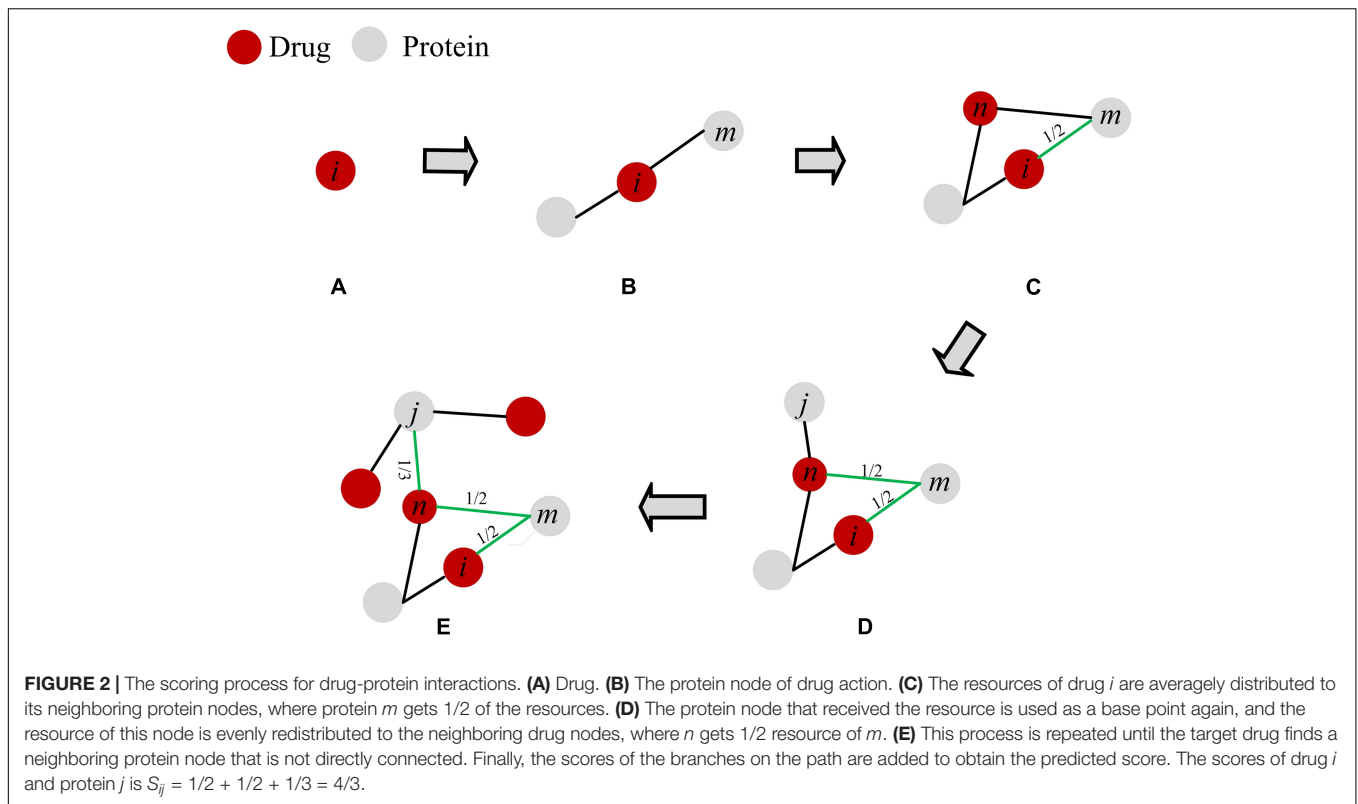 Drug Protein
i
m
i
n
m
1/2
i
A
B
C
j
n
1/2
m
1/2
i
D
j
1/3
n
1/2
m
1/2
i
E
FIGURE 2 | The scoring process for drug-protein interactions. (A) Drug. (B) The protein node of drug action. (C) The resources of drug i are averagely distributed to
its neighboring protein nodes, where protein m gets 1/2 of the resources. (D) The protein node that received the resource is used as a base point again, and the
resource of this node is evenly redistributed to the neighboring drug nodes, where n gets 1/2 resource of m. (E) This process is repeated until the target drug finds a
neighboring protein node that is not directly connected. Finally, the scores of the branches on the path are added to obtain the predicted score. The scores of drug i
and protein j is Sij = 1/2 + 1/2 + 1/3 = 4/3.